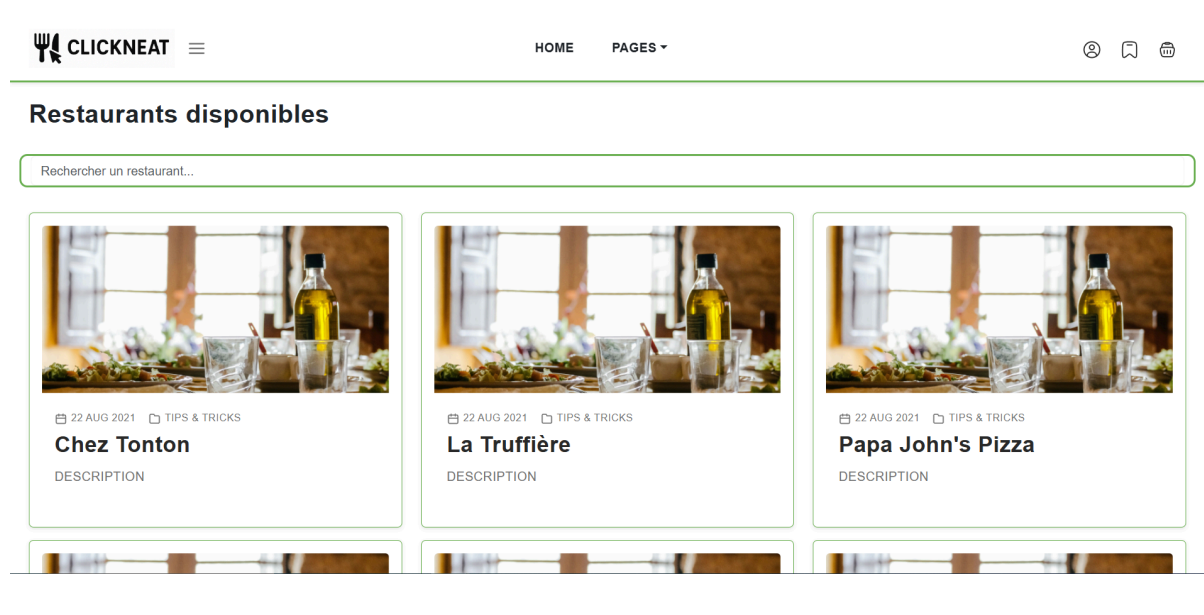 CLICKNEAT HOME PAGES
Restaurants disponibles
Rechercher un restaurant...
22 AUG 2021 TIPS & TRICKS
Chez Tonton
DESCRIPTION
22 AUG 2021 TIPS & TRICKS
La Truffière
DESCRIPTION
22 AUG 2021 TIPS & TRICKS
Papa John's Pizza
DESCRIPTION